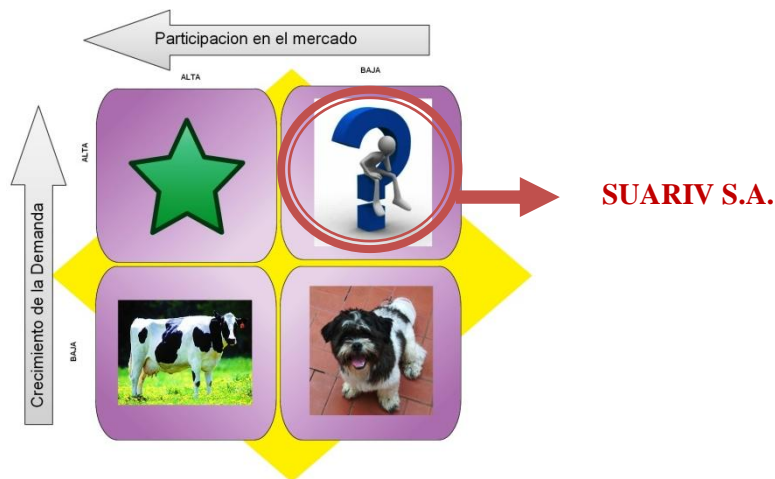 Participacion en el mercado
ALTA
BAJA
ALTA
SUARIV S.A.
Crecimiento de la Demanda
BAJA